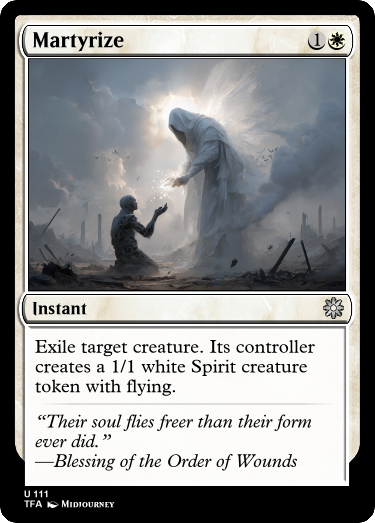 Martyrize 1
Instant
Exile target creature. Its controller
creates a 1/1 white Spirit creature
token with flying.
“Their soul flies freer than their form
ever did.”
—Blessing of the Order of Wounds
U 111
TFA Midjourney